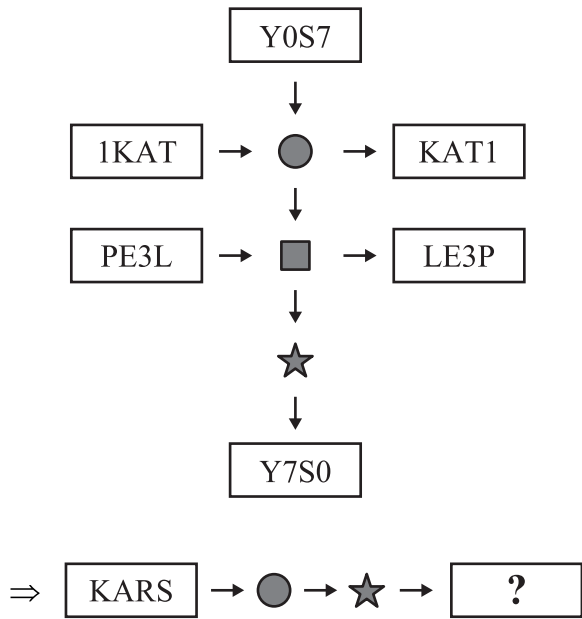 Y0S7
1KAT KAT1
PE3L LE3P
Y7S0
⇒ KARS ?